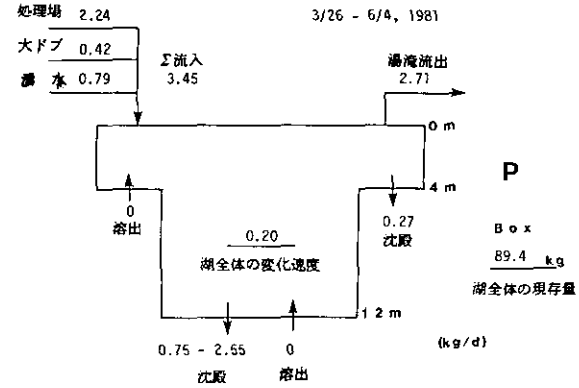 処理場 2.24
3/26 - 6/4, 1981
大ドブ 0.42
Σ流入
湯滝流出
湧水 0.79
3.45
2.71
0 m
P
4 m
0
溶出
0.27
沈殿
0.20
湖全体の変化速度
Box
89.4 kg
湖全体の現存量
12 m
(kg/d)
0.75 - 2.55
0
沈殿
溶出